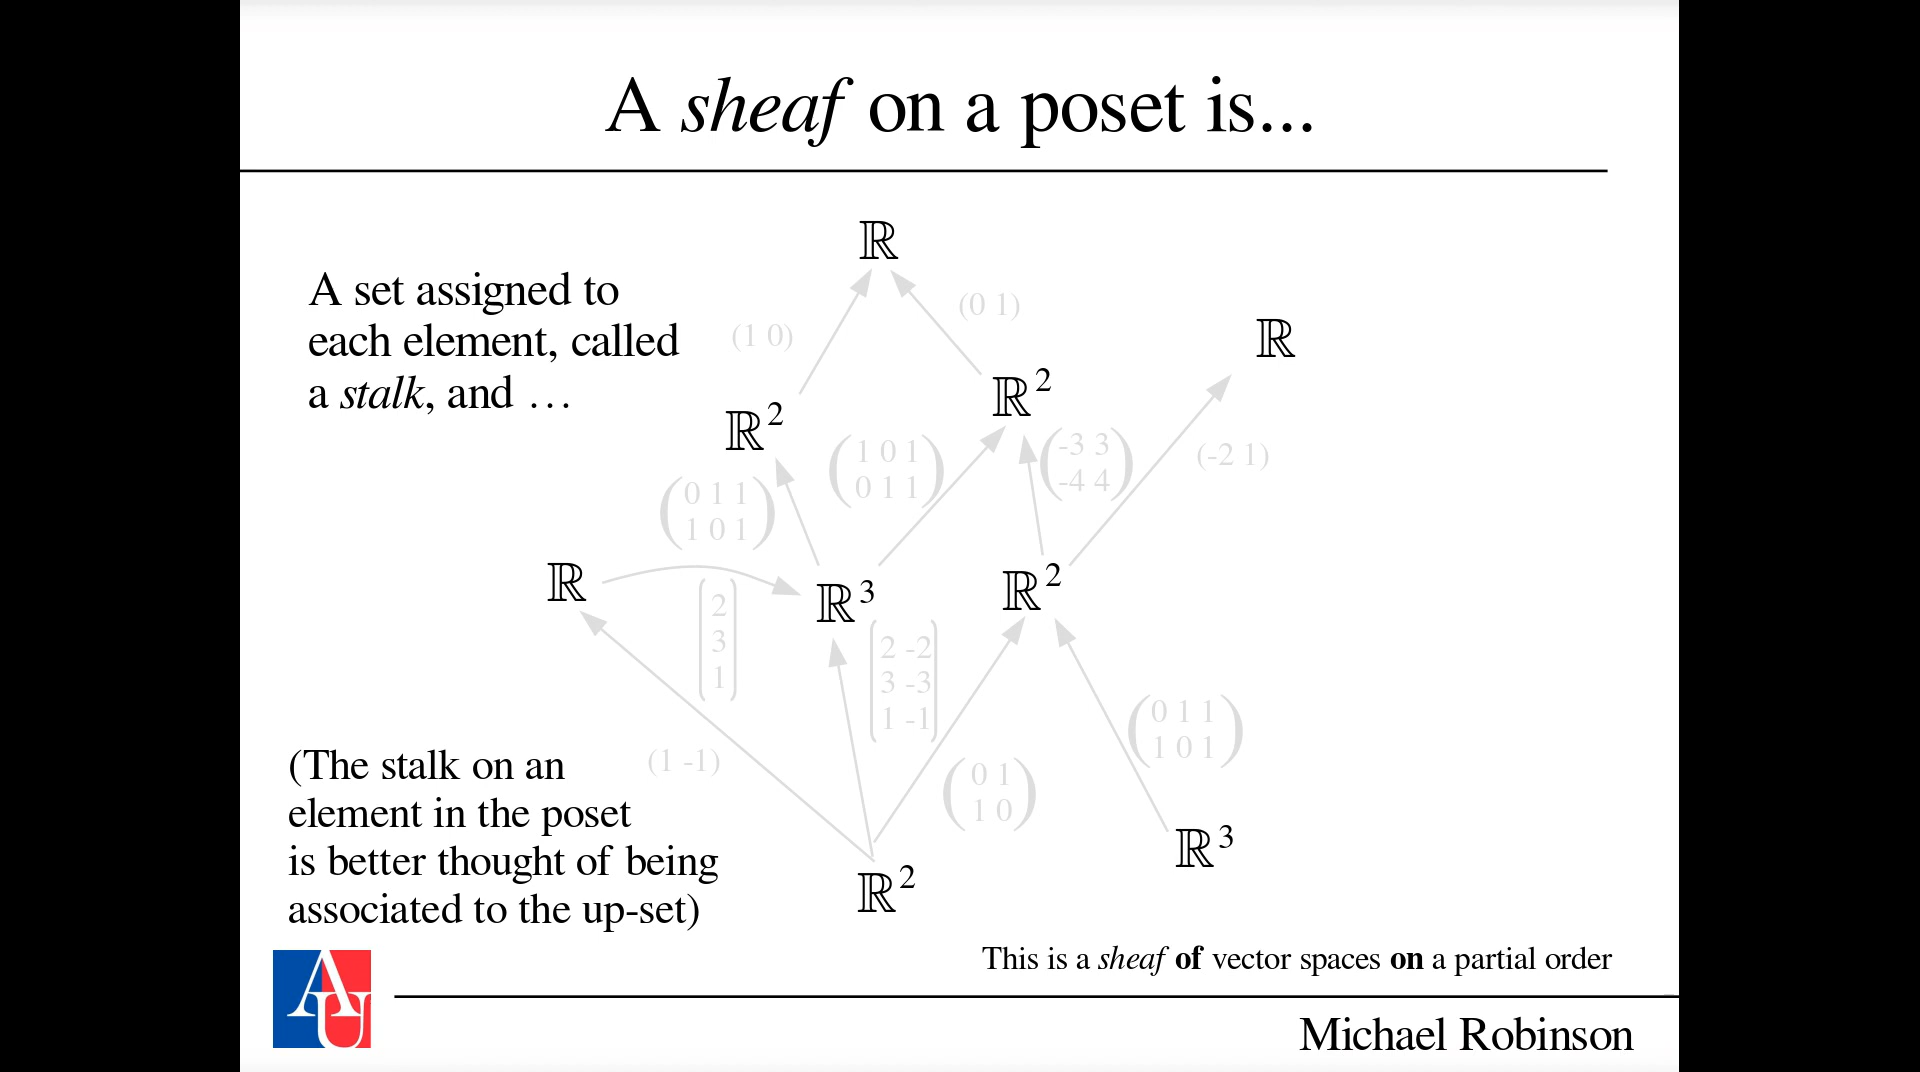 A sheaf on a poset is...
A set assigned to
each element, called
a stalk, and …
ℝ
(1 0)
(0 1)
ℝ
ℝ²
ℝ²
(0 1 1
1 0 1)
(1 0 1
0 1 1)
(-3 3
-4 4)
(-2 1)
ℝ
ℝ³
ℝ²
(2
3
1)
(2 -2
3 -3
1 -1)
(1 -1)
(0 1
1 0)
(0 1 1
1 0 1)
ℝ²
ℝ³
(The stalk on an
element in the poset
is better thought of being
associated to the up-set)
This is a sheaf of vector spaces on a partial order
AU
Michael Robinson